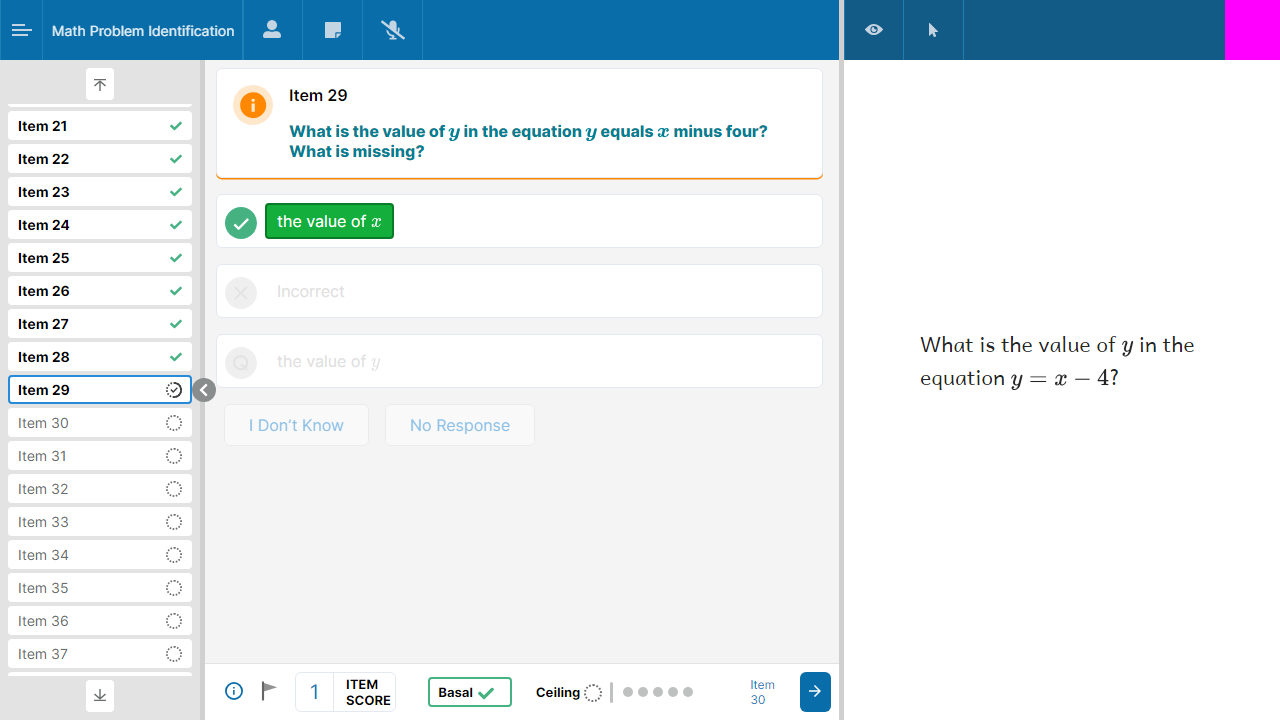 Math Problem Identification
Item 21
Item 22
Item 23
Item 24
Item 25
Item 26
Item 27
Item 28
Item 29
Item 30
Item 31
Item 32
Item 33
Item 34
Item 35
Item 36
Item 37
Item 29
What is the value of y in the equation y equals x minus four?
What is missing?
the value of x
Incorrect
Q
the value of y
I Don't Know
No Response
1
ITEM
SCORE
Basal
Ceiling
Item
30
What is the value of y in the
equation y = x − 4?